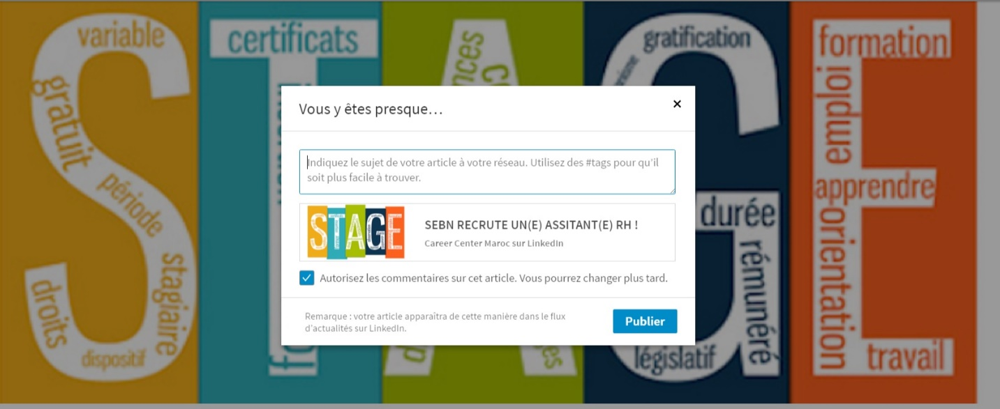 variable
gratuit
période
stagiaire
droits
dispositif
certificats
gratification
durée
rémunéré
législatif
formation
emploi
apprendre
orientation
travail
Vous y êtes presque…
×
Indiquez le sujet de votre article à votre réseau. Utilisez des #tags pour qu'il
soit plus facile à trouver.
STAGE
SEBN RECRUTE UN(E) ASSITANT(E) RH !
Career Center Maroc sur LinkedIn
Autorisez les commentaires sur cet article. Vous pourrez changer plus tard.
Remarque : votre article apparaîtra de cette manière dans le flux
d'actualités sur LinkedIn.
Publier